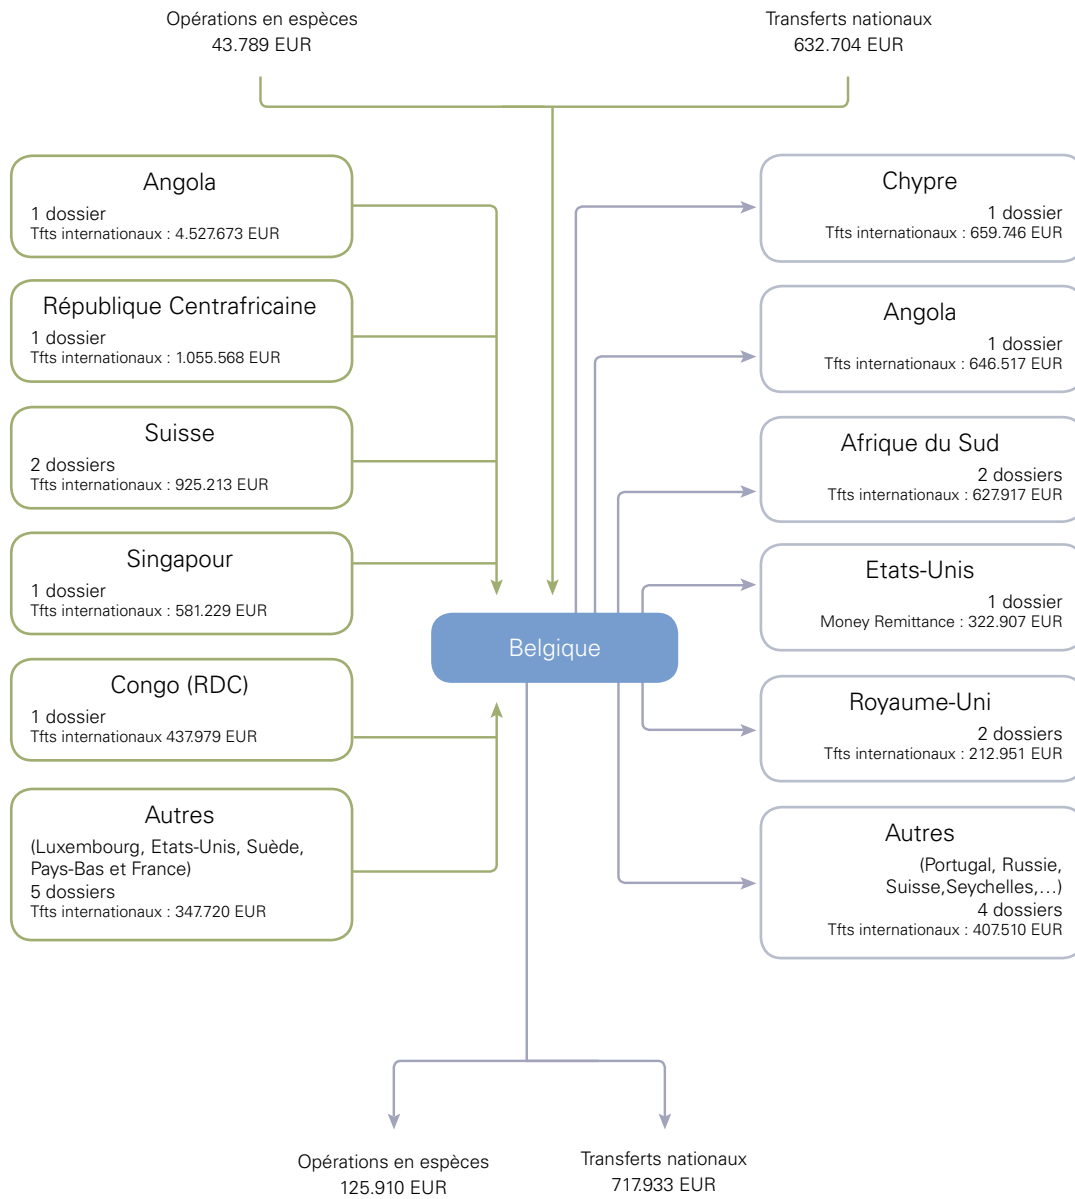 Opérations en espèces
43.789 EUR
Transferts nationaux
632.704 EUR
Angola
1 dossier
Tfts internationaux : 4.527.673 EUR
République Centrafricaine
1 dossier
Tfts internationaux : 1.055.568 EUR
Suisse
2 dossiers
Tfts internationaux : 925.213 EUR
Singapour
1 dossier
Tfts internationaux : 581.229 EUR
Congo (RDC)
1 dossier
Tfts internationaux 437.979 EUR
Autres
(Luxembourg, Etats-Unis, Suède,
Pays-Bas et France)
5 dossiers
Tfts internationaux : 347.720 EUR
Belgique
Chypre
1 dossier
Tfts internationaux : 659.746 EUR
Angola
1 dossier
Tfts internationaux : 646.517 EUR
Afrique du Sud
2 dossiers
Tfts internationaux : 627.917 EUR
Etats-Unis
1 dossier
Money Remittance : 322.907 EUR
Royaume-Uni
2 dossiers
Tfts internationaux : 212.951 EUR
Autres
(Portugal, Russie,
Suisse,Seychelles,...)
4 dossiers
Tfts internationaux : 407.510 EUR
Opérations en espèces
125.910 EUR
Transferts nationaux
717.933 EUR